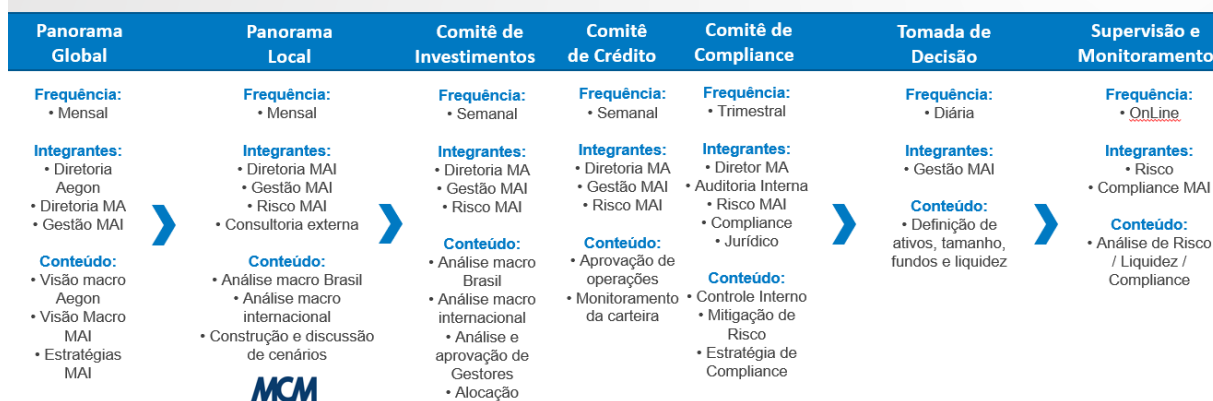 Panorama
Global
Frequência:
• Mensal
Integrantes:
• Diretoria
Aegon
• Diretoria MA
• Gestão MAI
Conteúdo:
• Visão macro
Aegon
• Visão Macro
MAI
• Estratégias
MAI
Panorama
Local
Frequência:
• Mensal
Integrantes:
• Diretoria MAI
• Gestão MAI
• Risco MAI
• Consultoria externa
Conteúdo:
• Análise macro Brasil
• Análise macro
internacional
• Construção e discussão
de cenários
MCM
Comitê de
Investimentos
Frequência:
• Semanal
Integrantes:
• Diretoria MA
• Gestão MAI
• Risco MAI
Conteúdo:
• Análise macro
Brasil
• Análise macro
internacional
• Análise e
aprovação de
Gestores
• Alocação
Comitê
de Crédito
Frequência:
• Semanal
Integrantes:
• Diretoria MA
• Gestão MAI
• Risco MAI
Conteúdo:
• Aprovação de
operações
• Monitoramento
da carteira
Comitê de
Compliance
Frequência:
• Trimestral
Integrantes:
• Diretor MA
• Auditoria Interna
• Risco MAI
• Compliance
• Jurídico
Conteúdo:
• Controle Interno
• Mitigação de
Risco
• Estratégia de
Compliance
Tomada de
Decisão
Frequência:
• Diária
Integrantes:
• Gestão MAI
Conteúdo:
• Definição de
ativos, tamanho,
fundos e liquidez
Supervisão e
Monitoramento
Frequência:
• OnLine
Integrantes:
• Risco
• Compliance MAI
Conteúdo:
• Análise de Risco
/ Liquidez /
Compliance